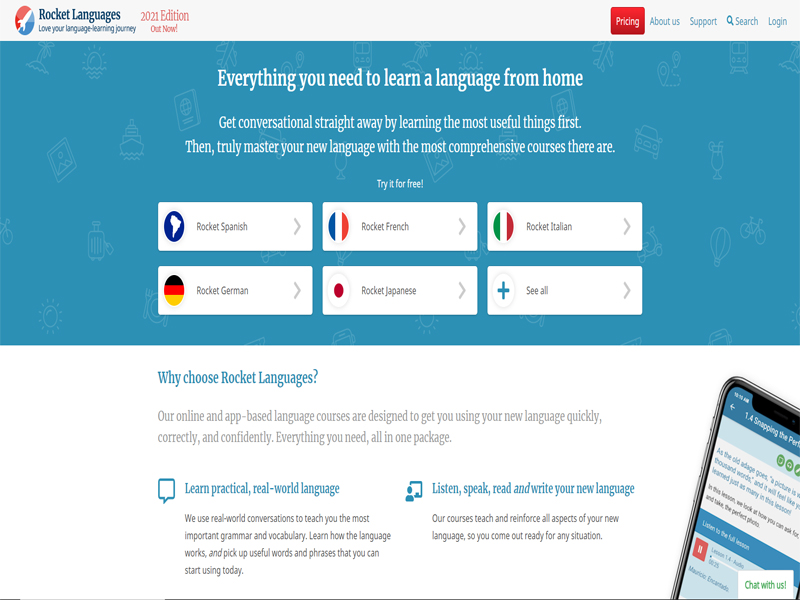 Rocket Languages
Love your language-learning journey
2021 Edition
Out Now!
Pricing
About us
Support
Search
Login
Everything you need to learn a language from home
Get conversational straight away by learning the most useful things first.
Then, truly master your new language with the most comprehensive courses there are.
Try it for free!
Rocket Spanish
Rocket French
Rocket Italian
Rocket German
Rocket Japanese
See all
Why choose Rocket Languages?
Our online and app-based language courses are designed to get you using your new language quickly,
correctly, and confidently. Everything you need, all in one package.
Learn practical, real-world language
We use real-world conversations to teach you the most
important grammar and vocabulary. Learn how the language
works, and pick up useful words and phrases that you can
start using today.
Listen, speak, read and write your new language
Our courses teach and reinforce all aspects of your new
language, so you come out ready for any situation.
10:10 AM
1.4 Snapping the Perf
As the old adage goes, "a picture is w
thousand words," and it will feel like yo
learned just as many in this lesson!
In this lesson, we look at how you can ask for,
and take, the perfect photo.
Listen to the full lesson
Lesson 1.4 - Audio
00:25
Mauricio: Encantado.
Chat with us!